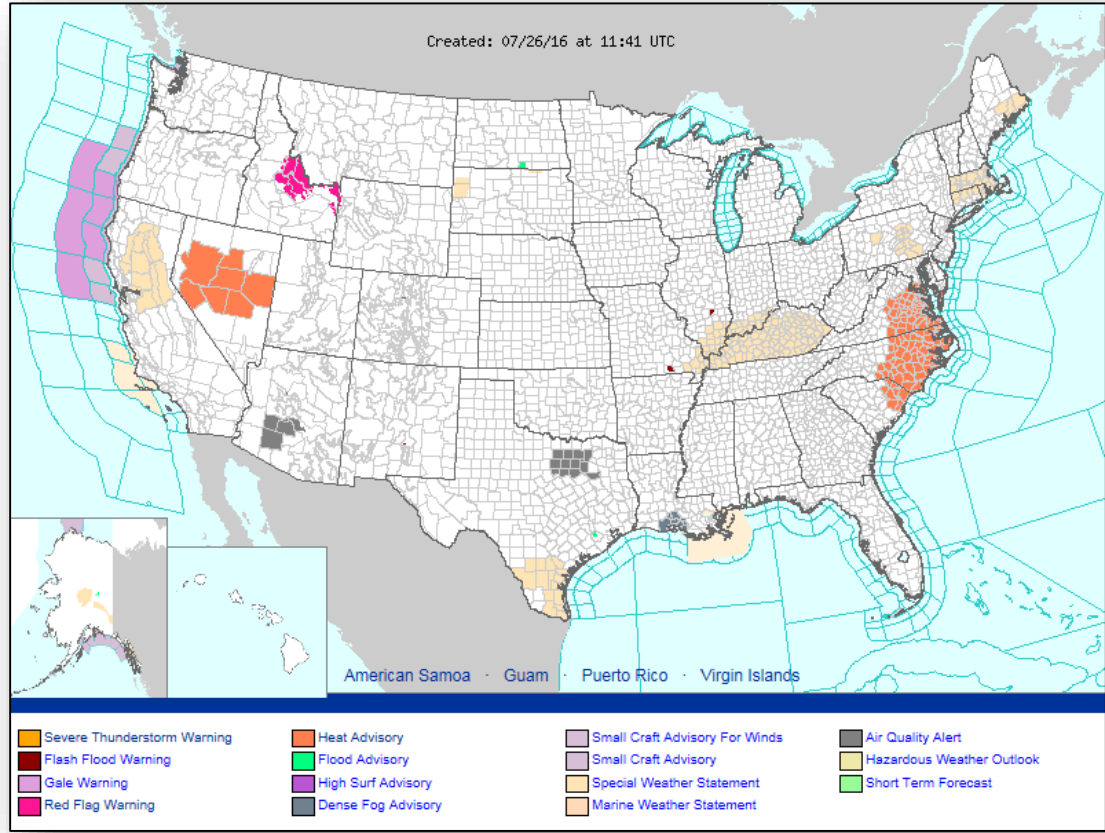 Created: 07/26/16 at 11:41 UTC
American Samoa · Guam · Puerto Rico · Virgin Islands
Severe Thunderstorm Warning
Flash Flood Warning
Gale Warning
Red Flag Warning
Heat Advisory
Flood Advisory
High Surf Advisory
Dense Fog Advisory
Small Craft Advisory For Winds
Small Craft Advisory
Special Weather Statement
Marine Weather Statement
Air Quality Alert
Hazardous Weather Outlook
Short Term Forecast